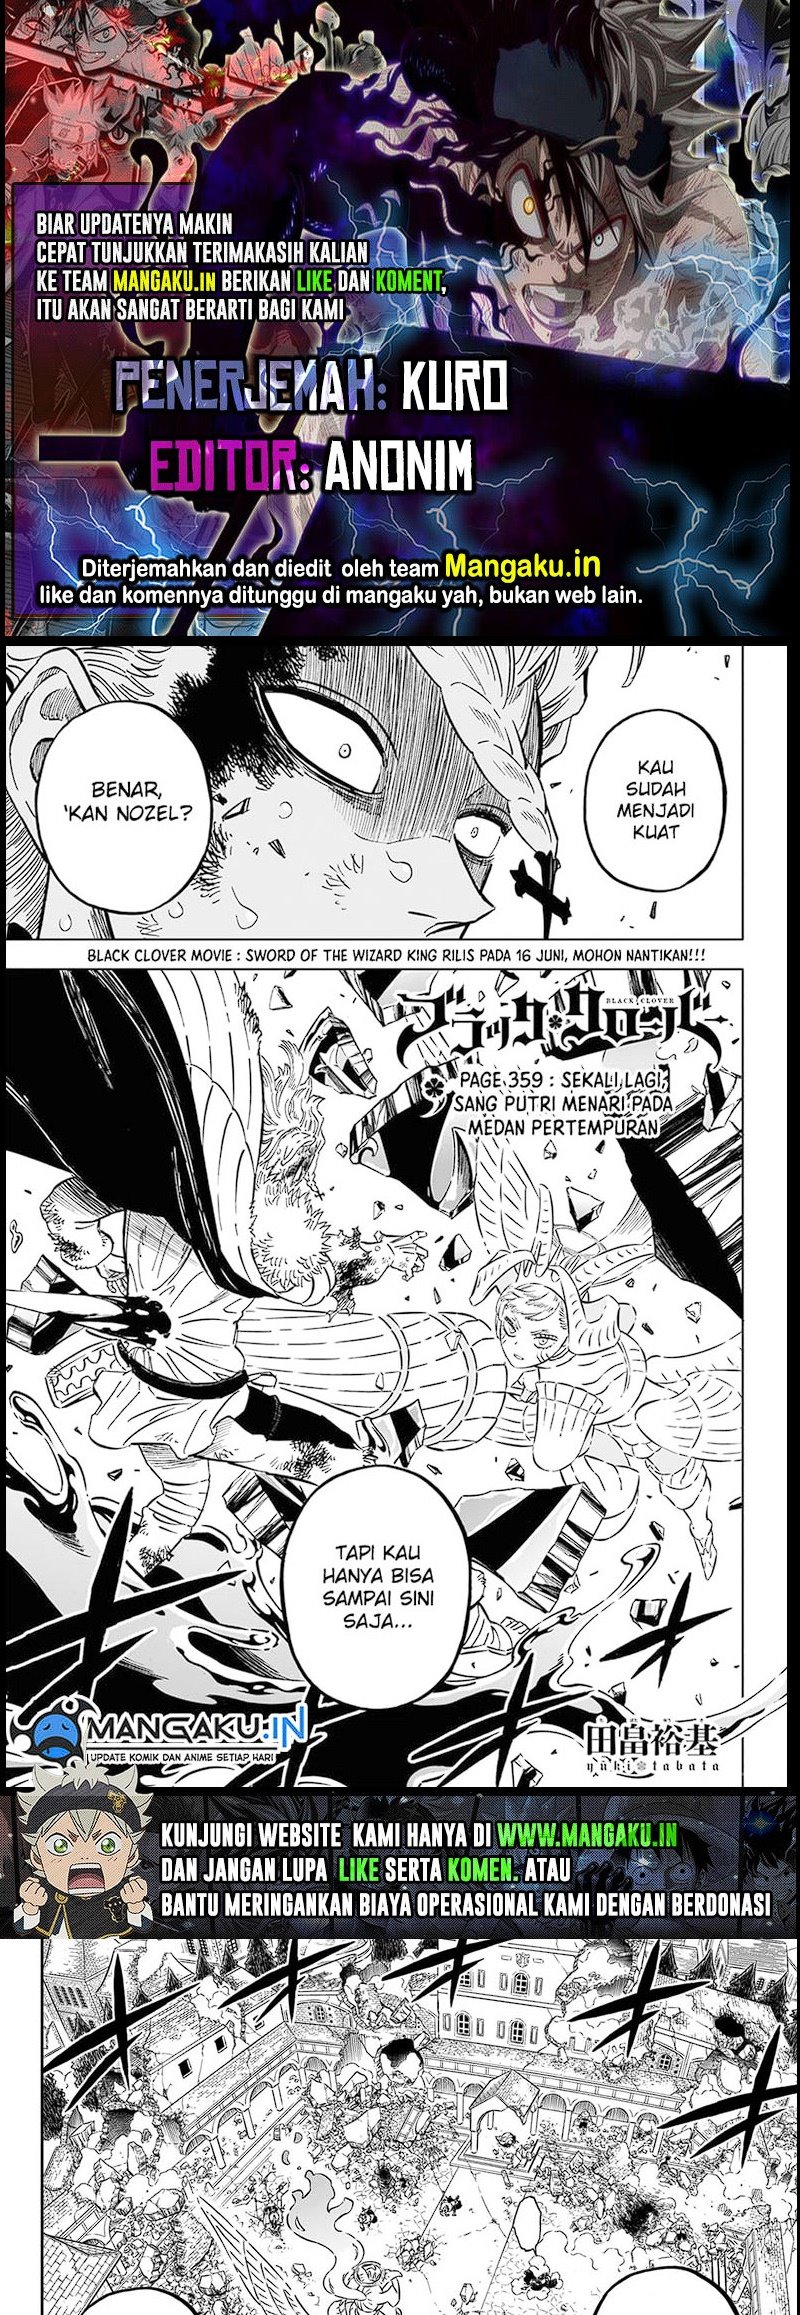 BIAR UPDATENYA MAKIN
CEPAT TUNJUKKAN TERIMAKASIH KALIAN
KE TEAM MANGAKU.IN BERIKAN LIKE DAN KOMENT,
ITU AKAN SANGAT BERARTI BAGI KAMI
PENERJEMAH: KURO
EDITOR: ANONIM
Diterjemahkan dan diedit oleh team Mangaku.in
like dan komennya ditunggu di mangaku yah, bukan web lain.
KAU
SUDAH
MENJADI
KUAT
BENAR,
'KAN NOZEL?
BLACK CLOVER MOVIE : SWORD OF THE WIZARD KING RILIS PADA 16 JUNI, MOHON NANTIKAN!!!
BLACK CLOVER
ブラッククローバー
PAGE 359 : SEKALI LAGI,
SANG PUTRI MENARI PADA
MEDAN PERTEMPURAN
TAPI KAU
HANYA BISA
SAMPAI SINI
SAJA...
MANGAKU.IN
UPDATE KOMIK DAN ANIME SETIAP HARI
田畠裕基
yūki tabata
KUNJUNGI WEBSITE KAMI HANYA DI WWW.MANGAKU.IN
DAN JANGAN LUPA LIKE SERTA KOMEN. ATAU
BANTU MERINGANKAN BIAYA OPERASIONAL KAMI DENGAN BERDONASI